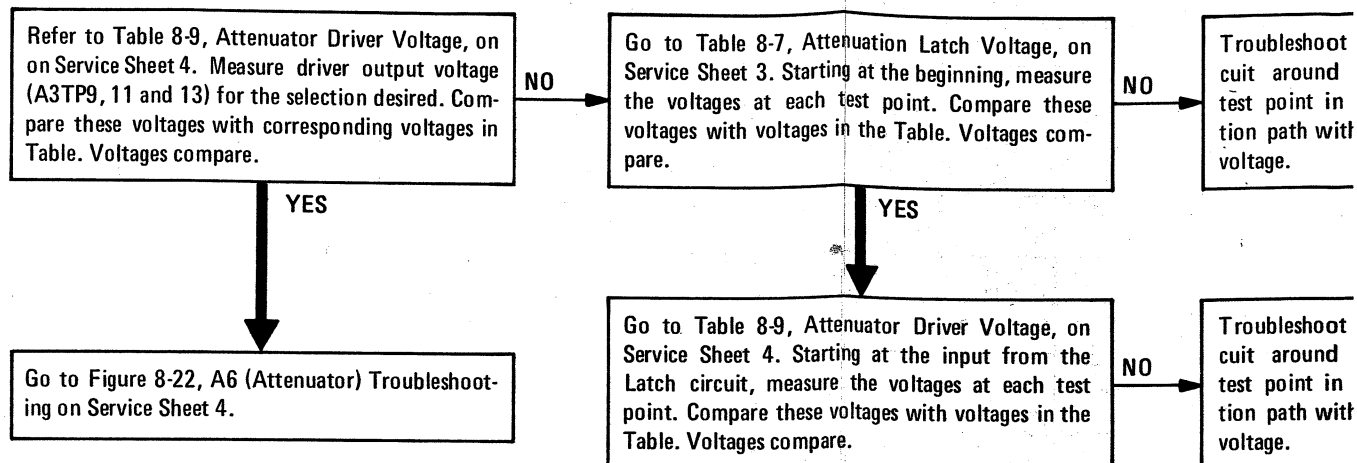 Refer to Table 8-9, Attenuator Driver Voltage, on
on Service Sheet 4. Measure driver output voltage
(A3TP9, 11 and 13) for the selection desired. Com-
pare these voltages with corresponding voltages in
Table. Voltages compare.
NO
Go to Table 8-7, Attenuation Latch Voltage, on
Service Sheet 3. Starting at the beginning, measure
the voltages at each test point. Compare these
voltages with voltages in the Table. Voltages com-
pare.
NO
Troubleshoot
cuit around
test point in
tion path with
voltage.
YES
YES
Go to Figure 8-22, A6 (Attenuator) Troubleshoot-
ing on Service Sheet 4.
Go to Table 8-9, Attenuator Driver Voltage, on
Service Sheet 4. Starting at the input from the
Latch circuit, measure the voltages at each test
point. Compare these voltages with voltages in the
Table. Voltages compare.
NO
Troubleshoot
cuit around
test point in
tion path with
voltage.